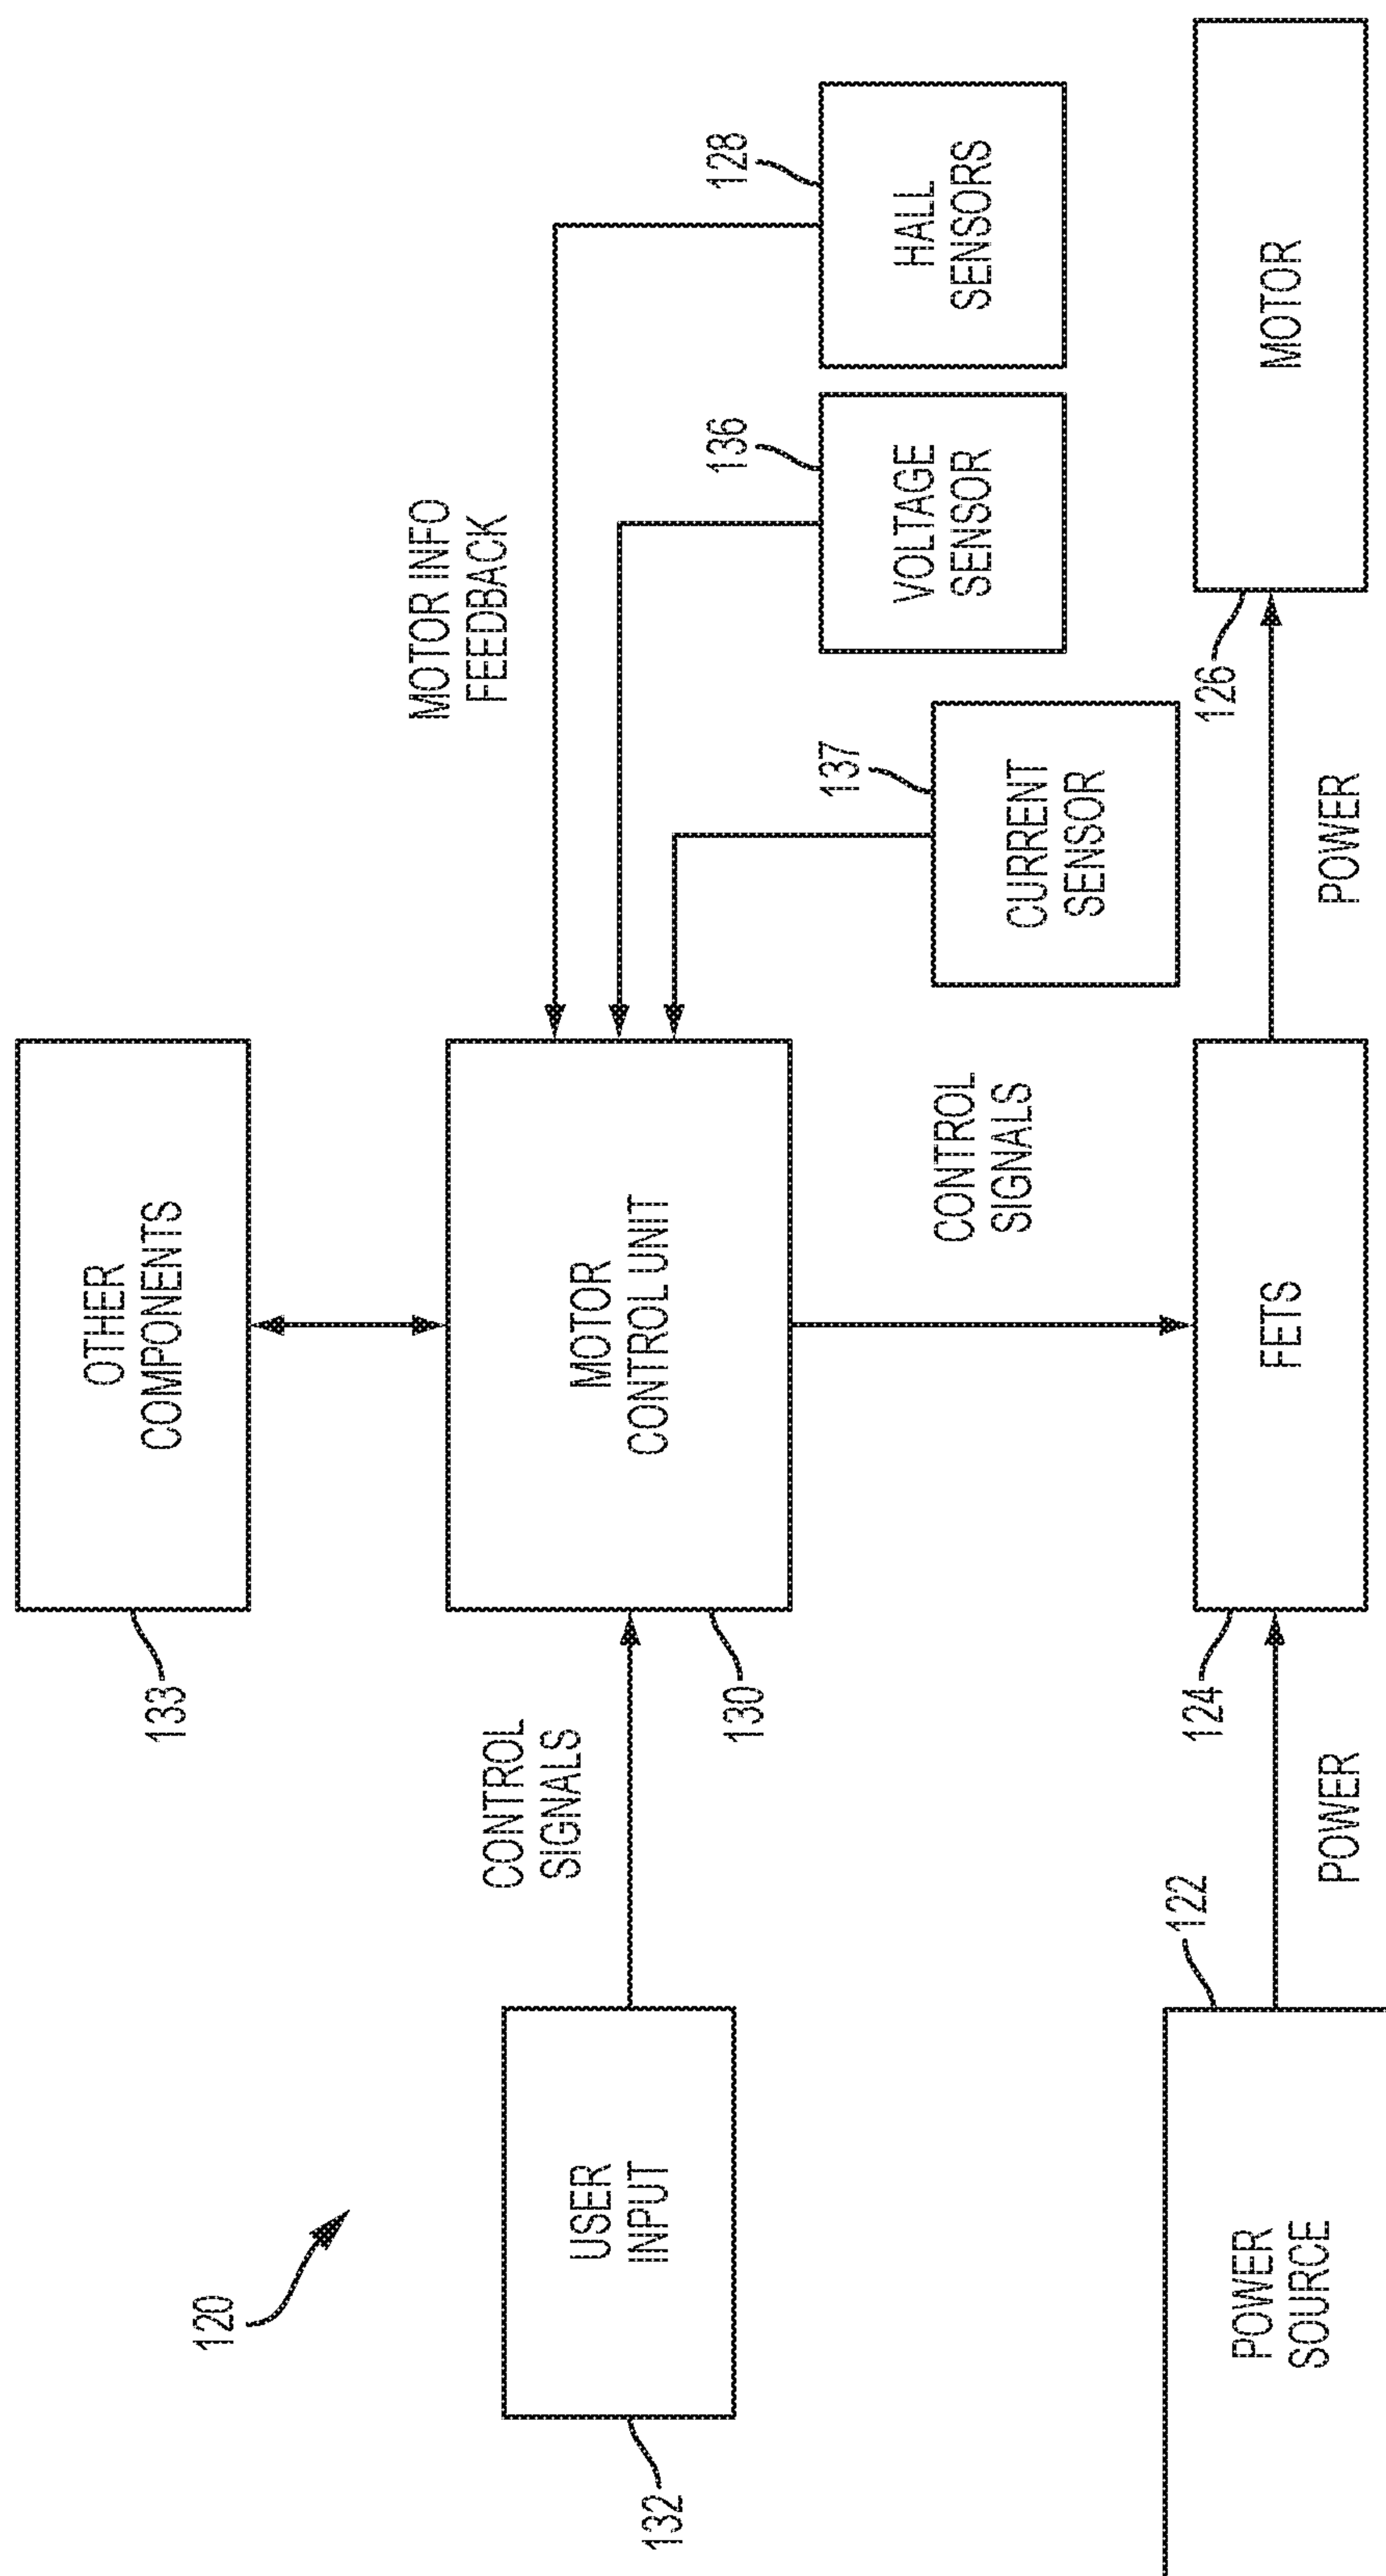 120
OTHER
COMPONENTS
133
MOTOR INFO
FEEDBACK
USER
INPUT
132
CONTROL
SIGNALS
MOTOR
CONTROL UNIT
130
128
HALL
SENSORS
136
VOLTAGE
SENSOR
137
CURRENT
SENSOR
CONTROL
SIGNALS
POWER
SOURCE
122
POWER
FETS
124
POWER
MOTOR
126